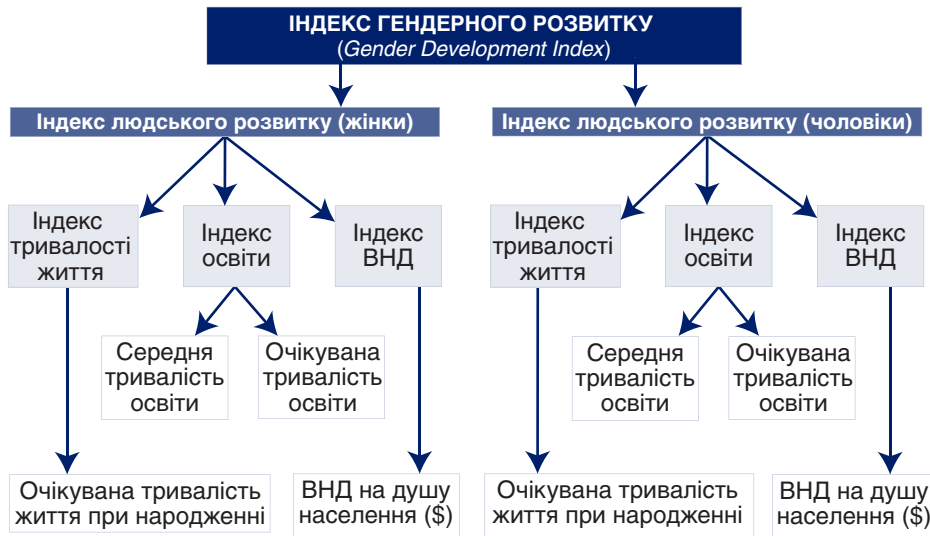 ІНДЕКС ГЕНДЕРНОГО РОЗВИТКУ
(Gender Development Index)
Індекс людського розвитку (жінки)
Індекс людського розвитку (чоловіки)
Індекс
тривалості
життя
Індекс
освіти
Індекс
ВНД
Індекс
тривалості
життя
Індекс
освіти
Індекс
ВНД
Середня
тривалість
освіти
Очікувана
тривалість
освіти
Середня
тривалість
освіти
Очікувана
тривалість
освіти
Очікувана тривалість
життя при народженні
ВНД на душу
населення ($)
Очікувана тривалість
життя при народженні
ВНД на душу
населення ($)